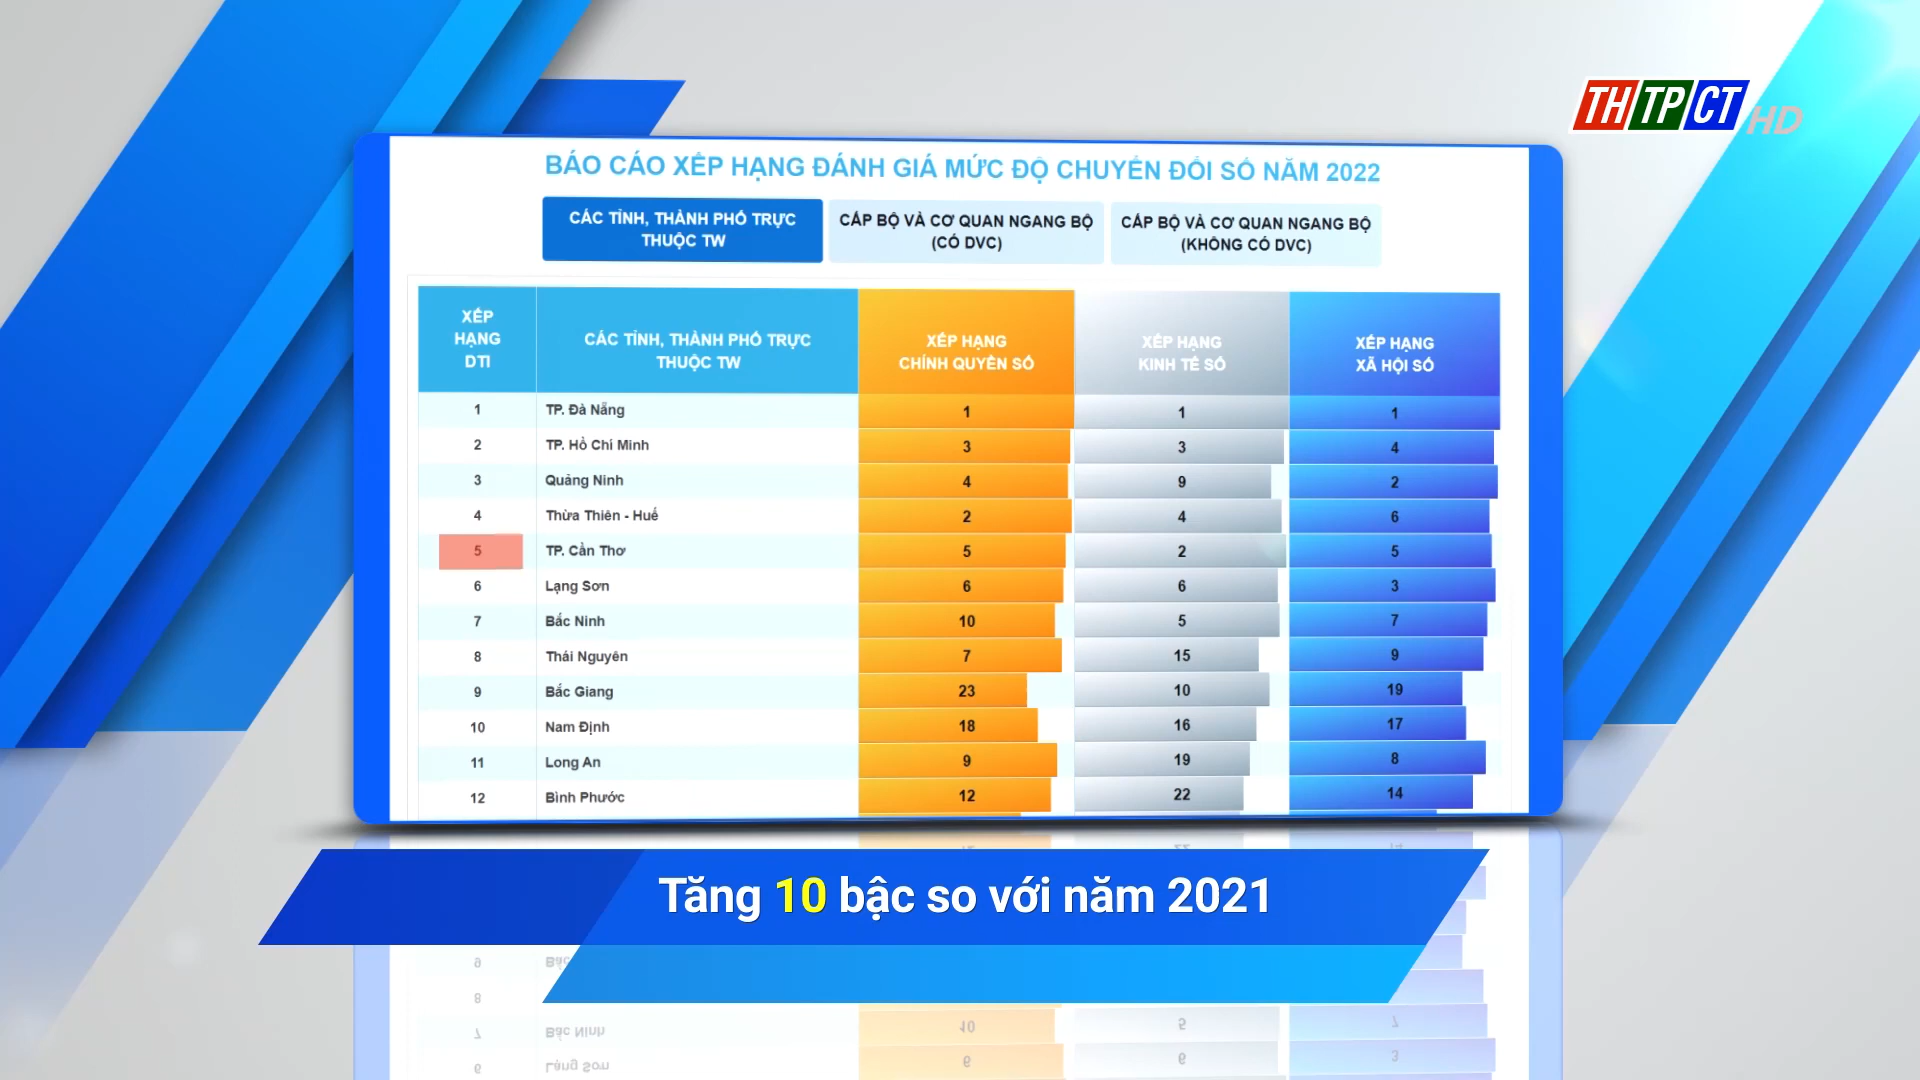 TH TP CT HD
BÁO CÁO XẾP HẠNG ĐÁNH GIÁ MỨC ĐỘ CHUYỂN ĐỔI SỐ NĂM 2022
CÁC TỈNH, THÀNH PHỐ TRỰC
THUỘC TW
CẤP BỘ VÀ CƠ QUAN NGANG BỘ
(CÓ DVC)
CẤP BỘ VÀ CƠ QUAN NGANG BỘ
(KHÔNG CÓ DVC)
XẾP
HẠNG
DTI
CÁC TỈNH, THÀNH PHỐ TRỰC
THUỘC TW
XẾP HẠNG
CHÍNH QUYỀN SỐ
XẾP HẠNG
KINH TẾ SỐ
XẾP HẠNG
XÃ HỘI SỐ
1 TP. Đà Nẵng 1 1 1
2 TP. Hồ Chí Minh 3 3 4
3 Quảng Ninh 4 9 2
4 Thừa Thiên - Huế 2 4 6
5 TP. Cần Thơ 5 2 5
6 Lạng Sơn 6 6 3
7 Bắc Ninh 10 5 7
8 Thái Nguyên 7 15 9
9 Bắc Giang 23 10 19
10 Nam Định 18 16 17
11 Long An 9 19 8
12 Bình Phước 12 22 14
Tăng 10 bậc so với năm 2021